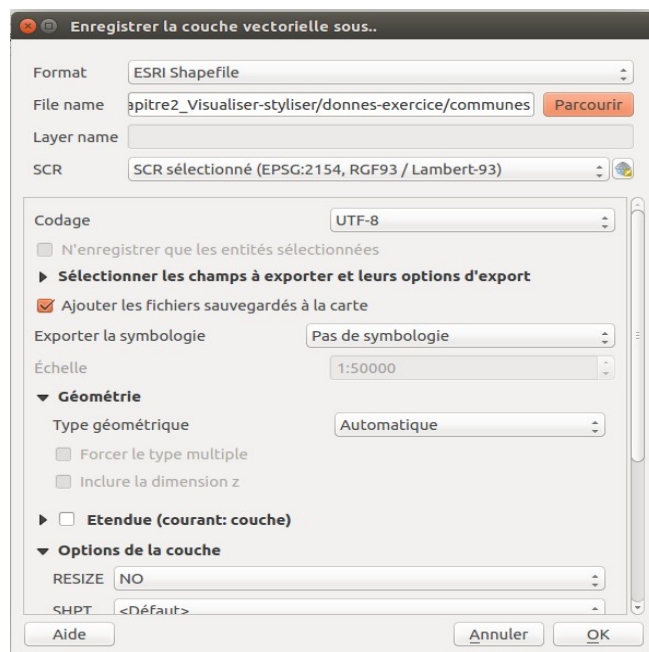 Enregistrer la couche vectorielle sous..
Format ESRI Shapefile
File name apitre2_Visualiser-styliser/donnes-exercice/communes Parcourir
Layer name
SCR SCR sélectionné (EPSG:2154, RGF93 / Lambert-93)
Codage UTF-8
N'enregistrer que les entités sélectionnées
Sélectionner les champs à exporter et leurs options d'export
Ajouter les fichiers sauvegardés à la carte
Exporter la symbologie Pas de symbologie
Échelle 1:50000
Géométrie
Type géométrique Automatique
Forcer le type multiple
Inclure la dimension z
Etendue (courant: couche)
Options de la couche
RESIZE NO
SHPT <Défaut>
Aide Annuler OK